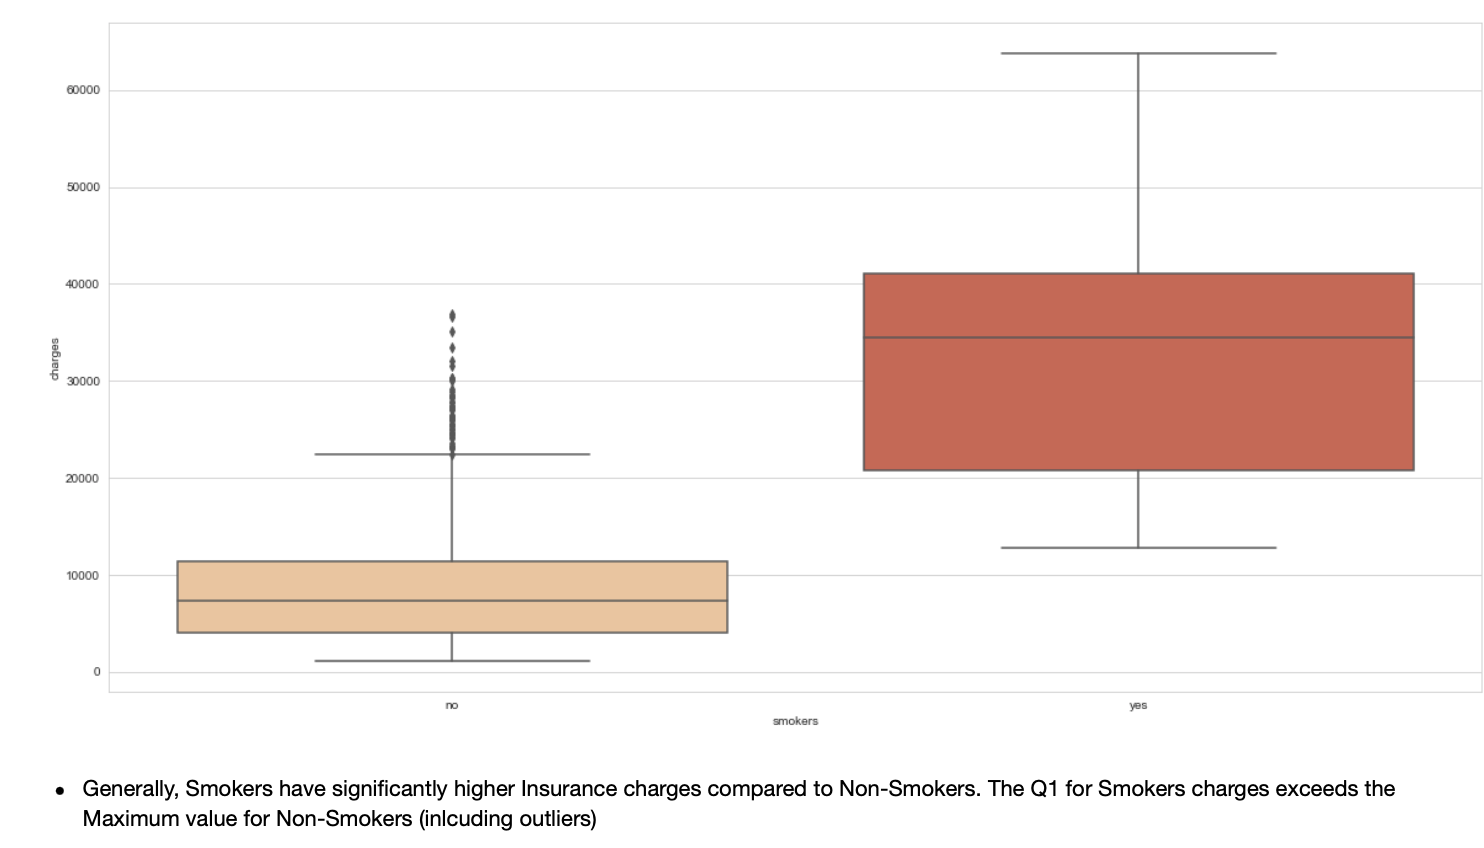 60000
50000
40000
charges
30000
20000
10000
0
no
yes
smokers
• Generally, Smokers have significantly higher Insurance charges compared to Non-Smokers. The Q1 for Smokers charges exceeds the
Maximum value for Non-Smokers (inlcuding outliers)